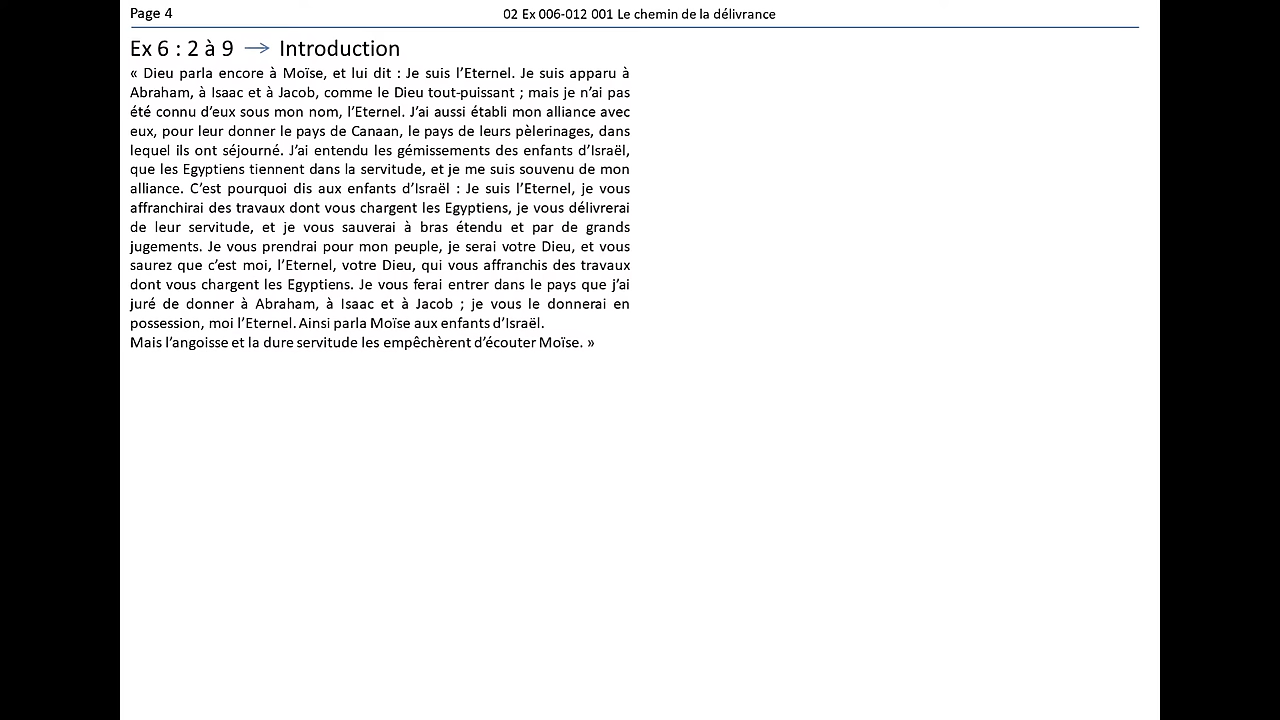 Page 4
02 Ex 006-012 001 Le chemin de la délivrance
Ex 6 : 2 à 9 → Introduction
« Dieu parla encore à Moïse, et lui dit : Je suis l’Eternel. Je suis apparu à
Abraham, à Isaac et à Jacob, comme le Dieu tout-puissant ; mais je n’ai pas
été connu d’eux sous mon nom, l’Eternel. J’ai aussi établi mon alliance avec
eux, pour leur donner le pays de Canaan, le pays de leurs pèlerinages, dans
lequel ils ont séjourné. J’ai entendu les gémissements des enfants d’Israël,
que les Egyptiens tiennent dans la servitude, et je me suis souvenu de mon
alliance. C’est pourquoi dis aux enfants d’Israël : Je suis l’Eternel, je vous
affranchirai des travaux dont vous chargent les Egyptiens, je vous délivrerai
de leur servitude, et je vous sauverai à bras étendu et par de grands
jugements. Je vous prendrai pour mon peuple, je serai votre Dieu, et vous
saurez que c’est moi, l’Eternel, votre Dieu, qui vous affranchis des travaux
dont vous chargent les Egyptiens. Je vous ferai entrer dans le pays que j’ai
juré de donner à Abraham, à Isaac et à Jacob ; je vous le donnerai en
possession, moi l’Eternel. Ainsi parla Moïse aux enfants d’Israël.
Mais l’angoisse et la dure servitude les empêchèrent d’écouter Moïse. »